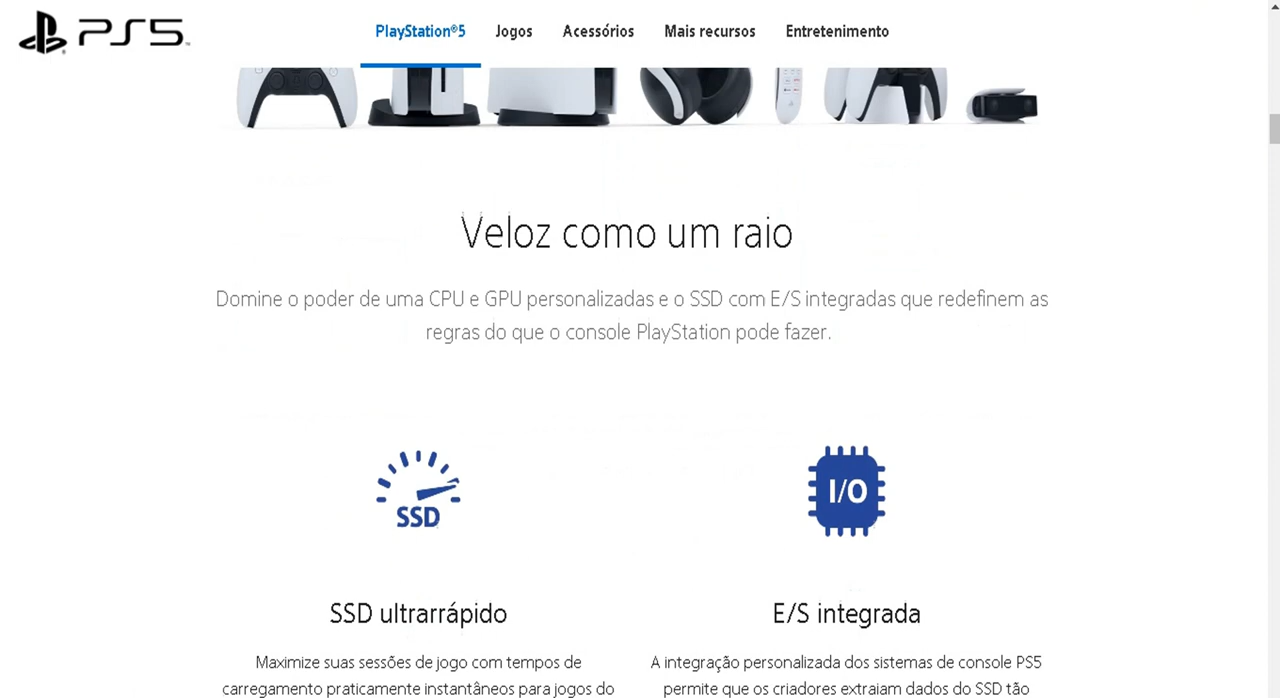 PS5
PlayStation®5 Jogos Acessórios Mais recursos Entretenimento
Veloz como um raio
Domine o poder de uma CPU e GPU personalizadas e o SSD com E/S integradas que redefinem as
regras do que o console PlayStation pode fazer.
SSD
I/O
SSD ultrarrápido
E/S integrada
Maximize suas sessões de jogo com tempos de
carregamento praticamente instantâneos para jogos do
A integração personalizada dos sistemas de console PS5
permite que os criadores extraiam dados do SSD tão